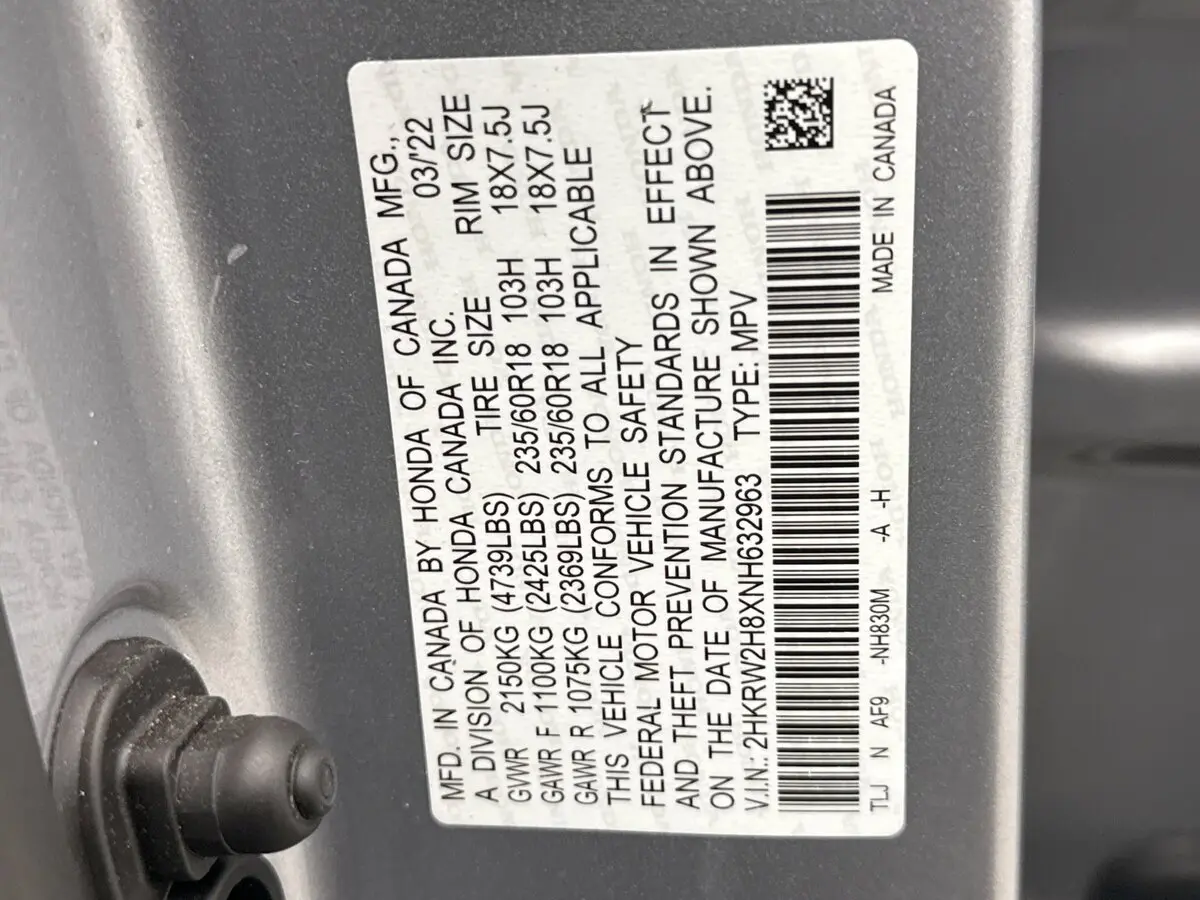 MFD. IN CANADA BY HONDA OF CANADA MFG.,
A DIVISION OF HONDA CANADA INC. 03/'22
GVWR 2150KG (4739LBS) TIRE SIZE RIM SIZE
GAWR F 1100KG (2425LBS) 235/60R18 103H 18X7.5J
GAWR R 1075KG (2369LBS) 235/60R18 103H 18X7.5J
THIS VEHICLE CONFORMS TO ALL APPLICABLE
FEDERAL MOTOR VEHICLE SAFETY
AND THEFT PREVENTION STANDARDS IN EFFECT
ON THE DATE OF MANUFACTURE SHOWN ABOVE.
V.I.N.: 2HKRW2H8XNH632963 TYPE: MPV
TLJ N AF9 -NH830M -A -H MADE IN CANADA